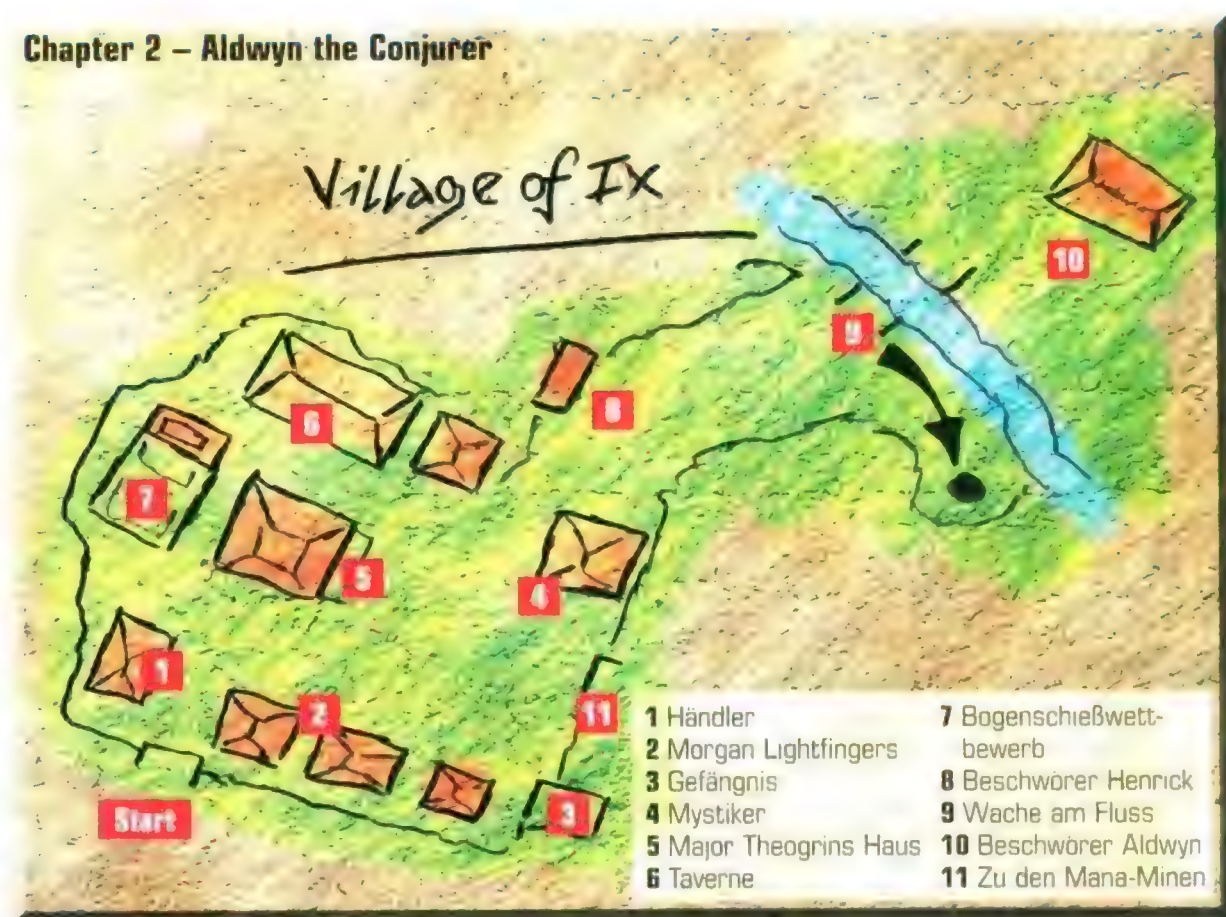 Chapter 2 – Aldwyn the Conjurer
Village of Ix
10
9
8
6
7
5
4
1
2
11
Start
3
1 Händler
2 Morgan Lightfingers
3 Gefängnis
4 Mystiker
5 Major Theogrins Haus
6 Taverne
7 Bogenschießwett-
bewerb
8 Beschwörer Henrick
9 Wache am Fluss
10 Beschwörer Aldwyn
11 Zu den Mana-Minen